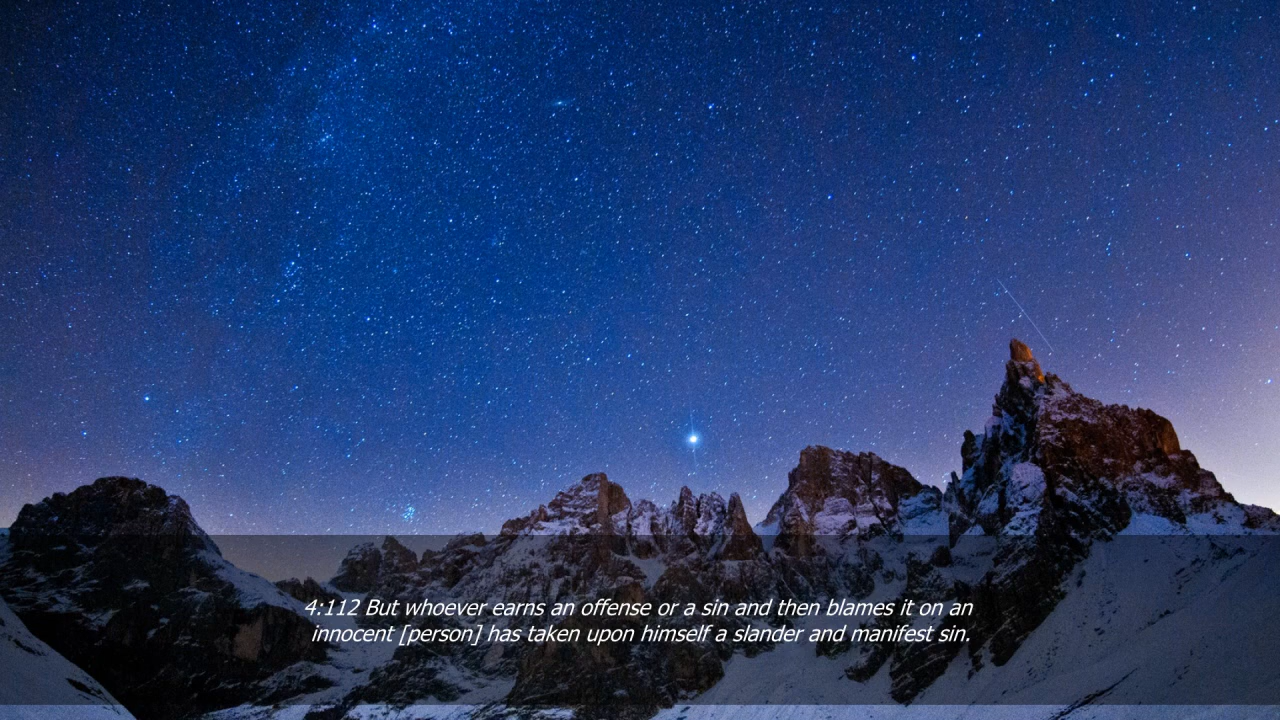 4:112 But whoever earns an offense or a sin and then blames it on an
innocent [person] has taken upon himself a slander and manifest sin.